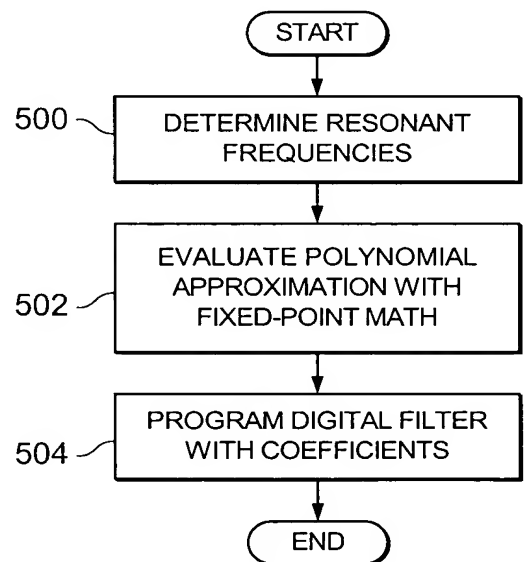 START
500
DETERMINE RESONANT
FREQUENCIES
502
EVALUATE POLYNOMIAL
APPROXIMATION WITH
FIXED-POINT MATH
504
PROGRAM DIGITAL FILTER
WITH COEFFICIENTS
END